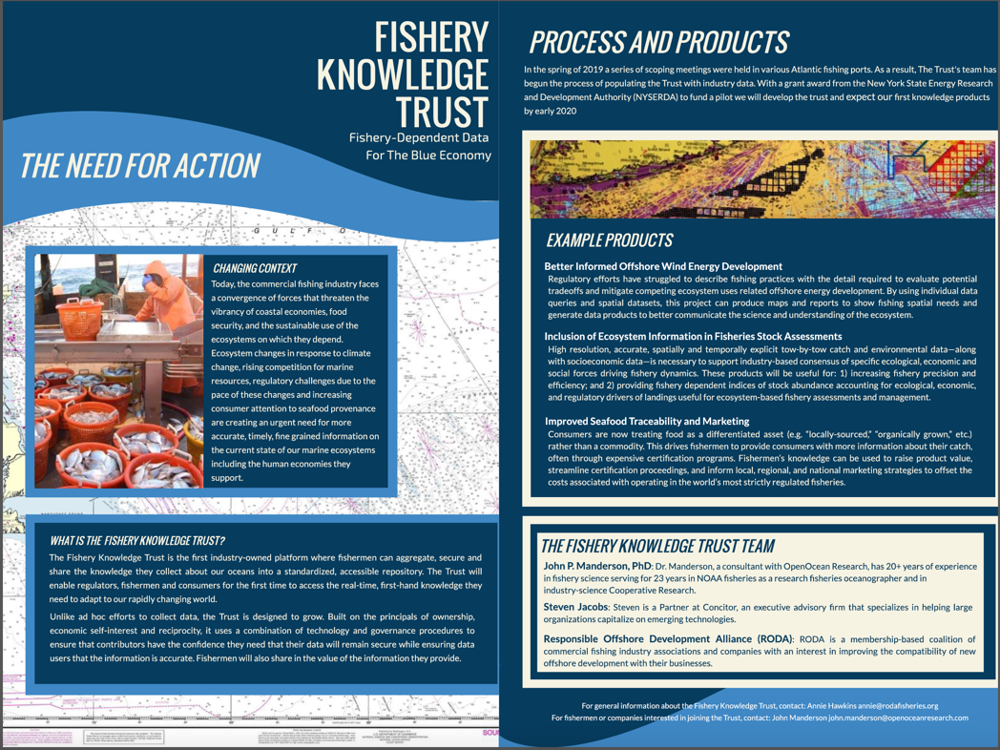 FISHERY
KNOWLEDGE
TRUST
Fishery-Dependent Data
For The Blue Economy
THE NEED FOR ACTION
GULF O
CHANGING CONTEXT
Today, the commercial fishing industry faces
a convergence of forces that threaten the
vibrancy of coastal economies, food
security, and the sustainable use of the
ecosystems on which they depend.
Ecosystem changes in response to climate
change, rising competition for marine
resources, regulatory challenges due to the
pace of these changes and increasing
consumer attention to seafood provenance
are creating an urgent need for more
accurate, timely, fine grained information on
the current state of our marine ecosystems
including the human economies they
support.
WHAT IS THE FISHERY KNOWLEDGE TRUST?
The Fishery Knowledge Trust is the first industry-owned platform where fishermen can aggregate, secure and
share the knowledge they collect about our oceans into a standardized, accessible repository. The Trust will
enable regulators, fishermen and consumers for the first time to access the real-time, first-hand knowledge they
need to adapt to our rapidly changing world.
Unlike ad hoc efforts to collect data, the Trust is designed to grow. Built on the principals of ownership,
economic self-interest and reciprocity, it uses a combination of technology and governance procedures to
ensure that contributors have the confidence they need that their data will remain secure while ensuring data
users that the information is accurate. Fishermen will also share in the value of the information they provide.
SOU
PROCESS AND PRODUCTS
In the spring of 2019 a series of scoping meetings were held in various Atlantic fishing ports. As a result, The Trust's team has
begun the process of populating the Trust with industry data. With a grant award from the New York State Energy Research
and Development Authority (NYSERDA) to fund a pilot we will develop the trust and expect our first knowledge products
by early 2020
EXAMPLE PRODUCTS
Better Informed Offshore Wind Energy Development
Regulatory efforts have struggled to describe fishing practices with the detail required to evaluate potential
tradeoffs and mitigate competing ecosystem uses related offshore energy development. By using individual data
queries and spatial datasets, this project can produce maps and reports to show fishing spatial needs and
generate data products to better communicate the science and understanding of the ecosystem.
Inclusion of Ecosystem Information in Fisheries Stock Assessments
High resolution, accurate, spatially and temporally explicit tow-by-tow catch and environmental data—along
with socioeconomic data—is necessary to support industry-based consensus of specific ecological, economic and
social forces driving fishery dynamics. These products will be useful for: 1) increasing fishery precision and
efficiency; and 2) providing fishery dependent indices of stock abundance accounting for ecological, economic,
and regulatory drivers of landings useful for ecosystem-based fishery assessments and management.
Improved Seafood Traceability and Marketing
Consumers are now treating food as a differentiated asset (e.g. "locally-sourced," "organically grown," etc.)
rather than a commodity. This drives fishermen to provide consumers with more information about their catch,
often through expensive certification programs. Fishermen's knowledge can be used to raise product value,
streamline certification proceedings, and inform local, regional, and national marketing strategies to offset the
costs associated with operating in the world's most strictly regulated fisheries.
THE FISHERY KNOWLEDGE TRUST TEAM
John P. Manderson, PhD: Dr. Manderson, a consultant with OpenOcean Research, has 20+ years of experience
in fishery science serving for 23 years in NOAA fisheries as a research fisheries oceanographer and in
industry-science Cooperative Research.
Steven Jacobs: Steven is a Partner at Concitor, an executive advisory firm that specializes in helping large
organizations capitalize on emerging technologies.
Responsible Offshore Development Alliance (RODA): RODA is a membership-based coalition of
commercial fishing industry associations and companies with an interest in improving the compatibility of new
offshore development with their businesses.
For general information about the Fishery Knowledge Trust, contact: Annie Hawkins annie@rodafisheries.org
For fishermen or companies interested in joining the Trust, contact: John Manderson john.manderson@openoceanresearch.com